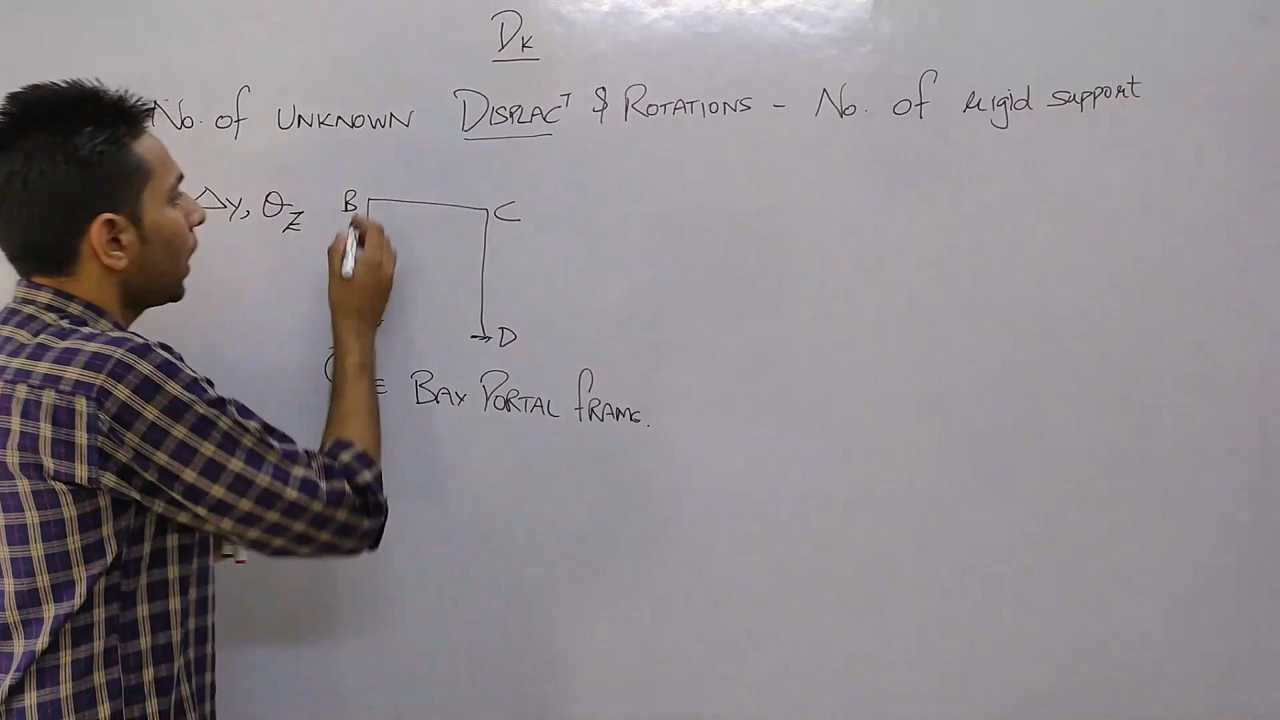 Dk
No. of UNKNOWN DISPLACT & ROTATIONS - No. of rigid support
Δy, θz B C
D
BAY PORTAL FRAME.